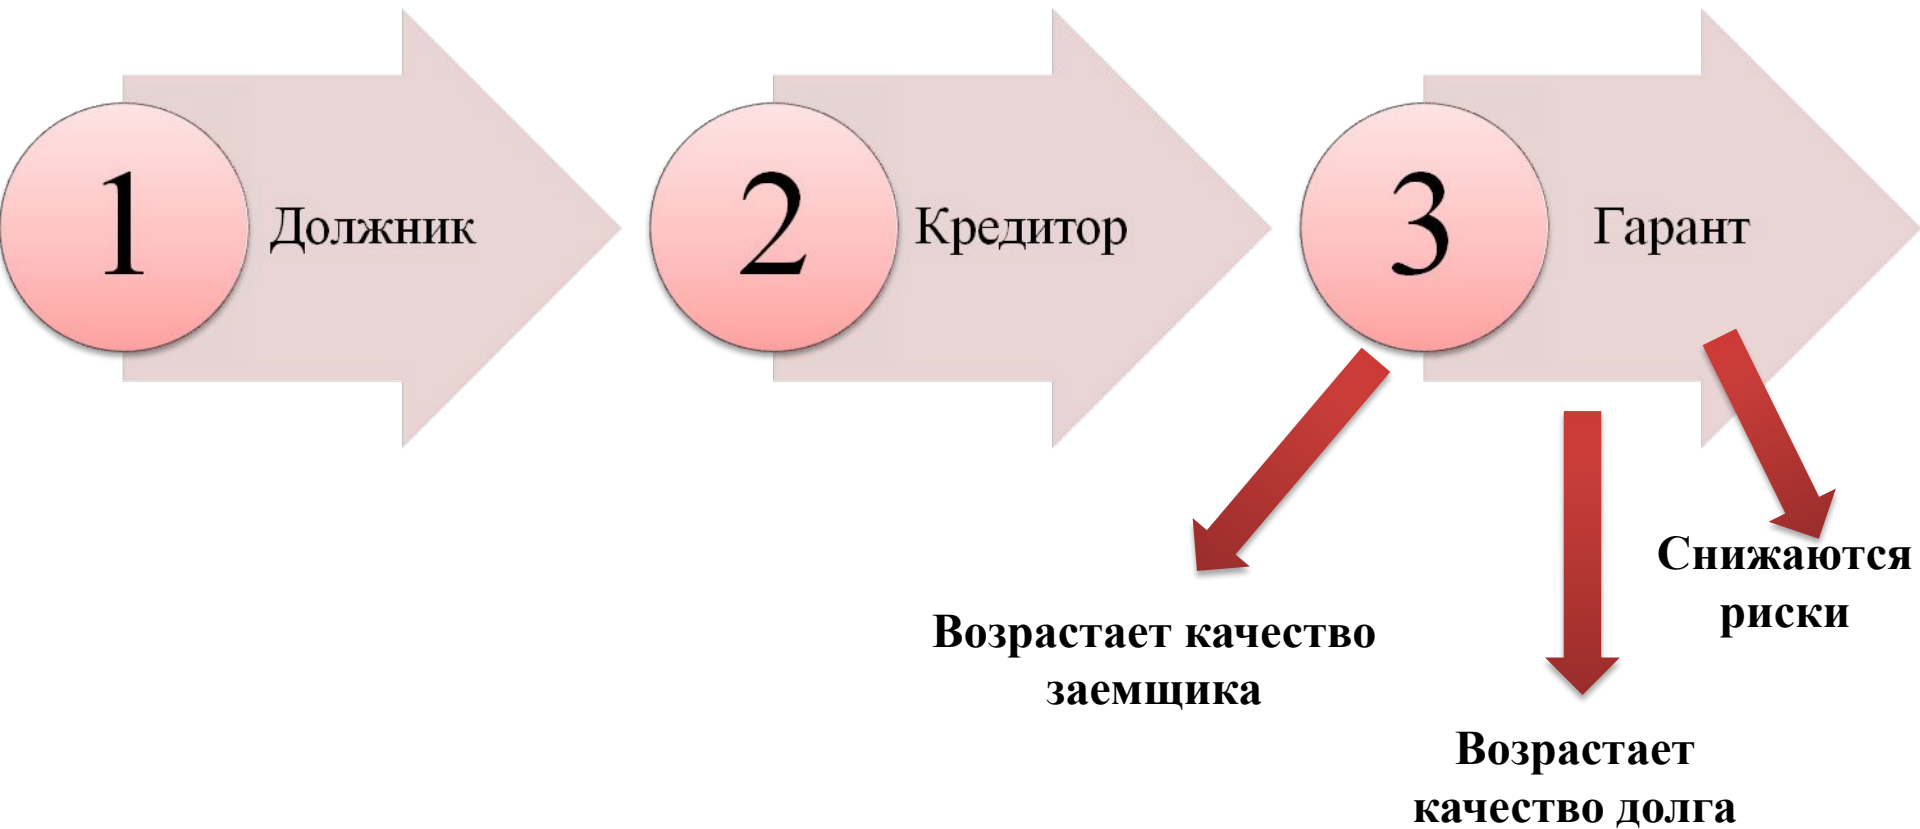 1
Должник
2
Кредитор
3
Гарант
Возрастает качество
заемщика
Возрастает
качество долга
Снижаются
риски